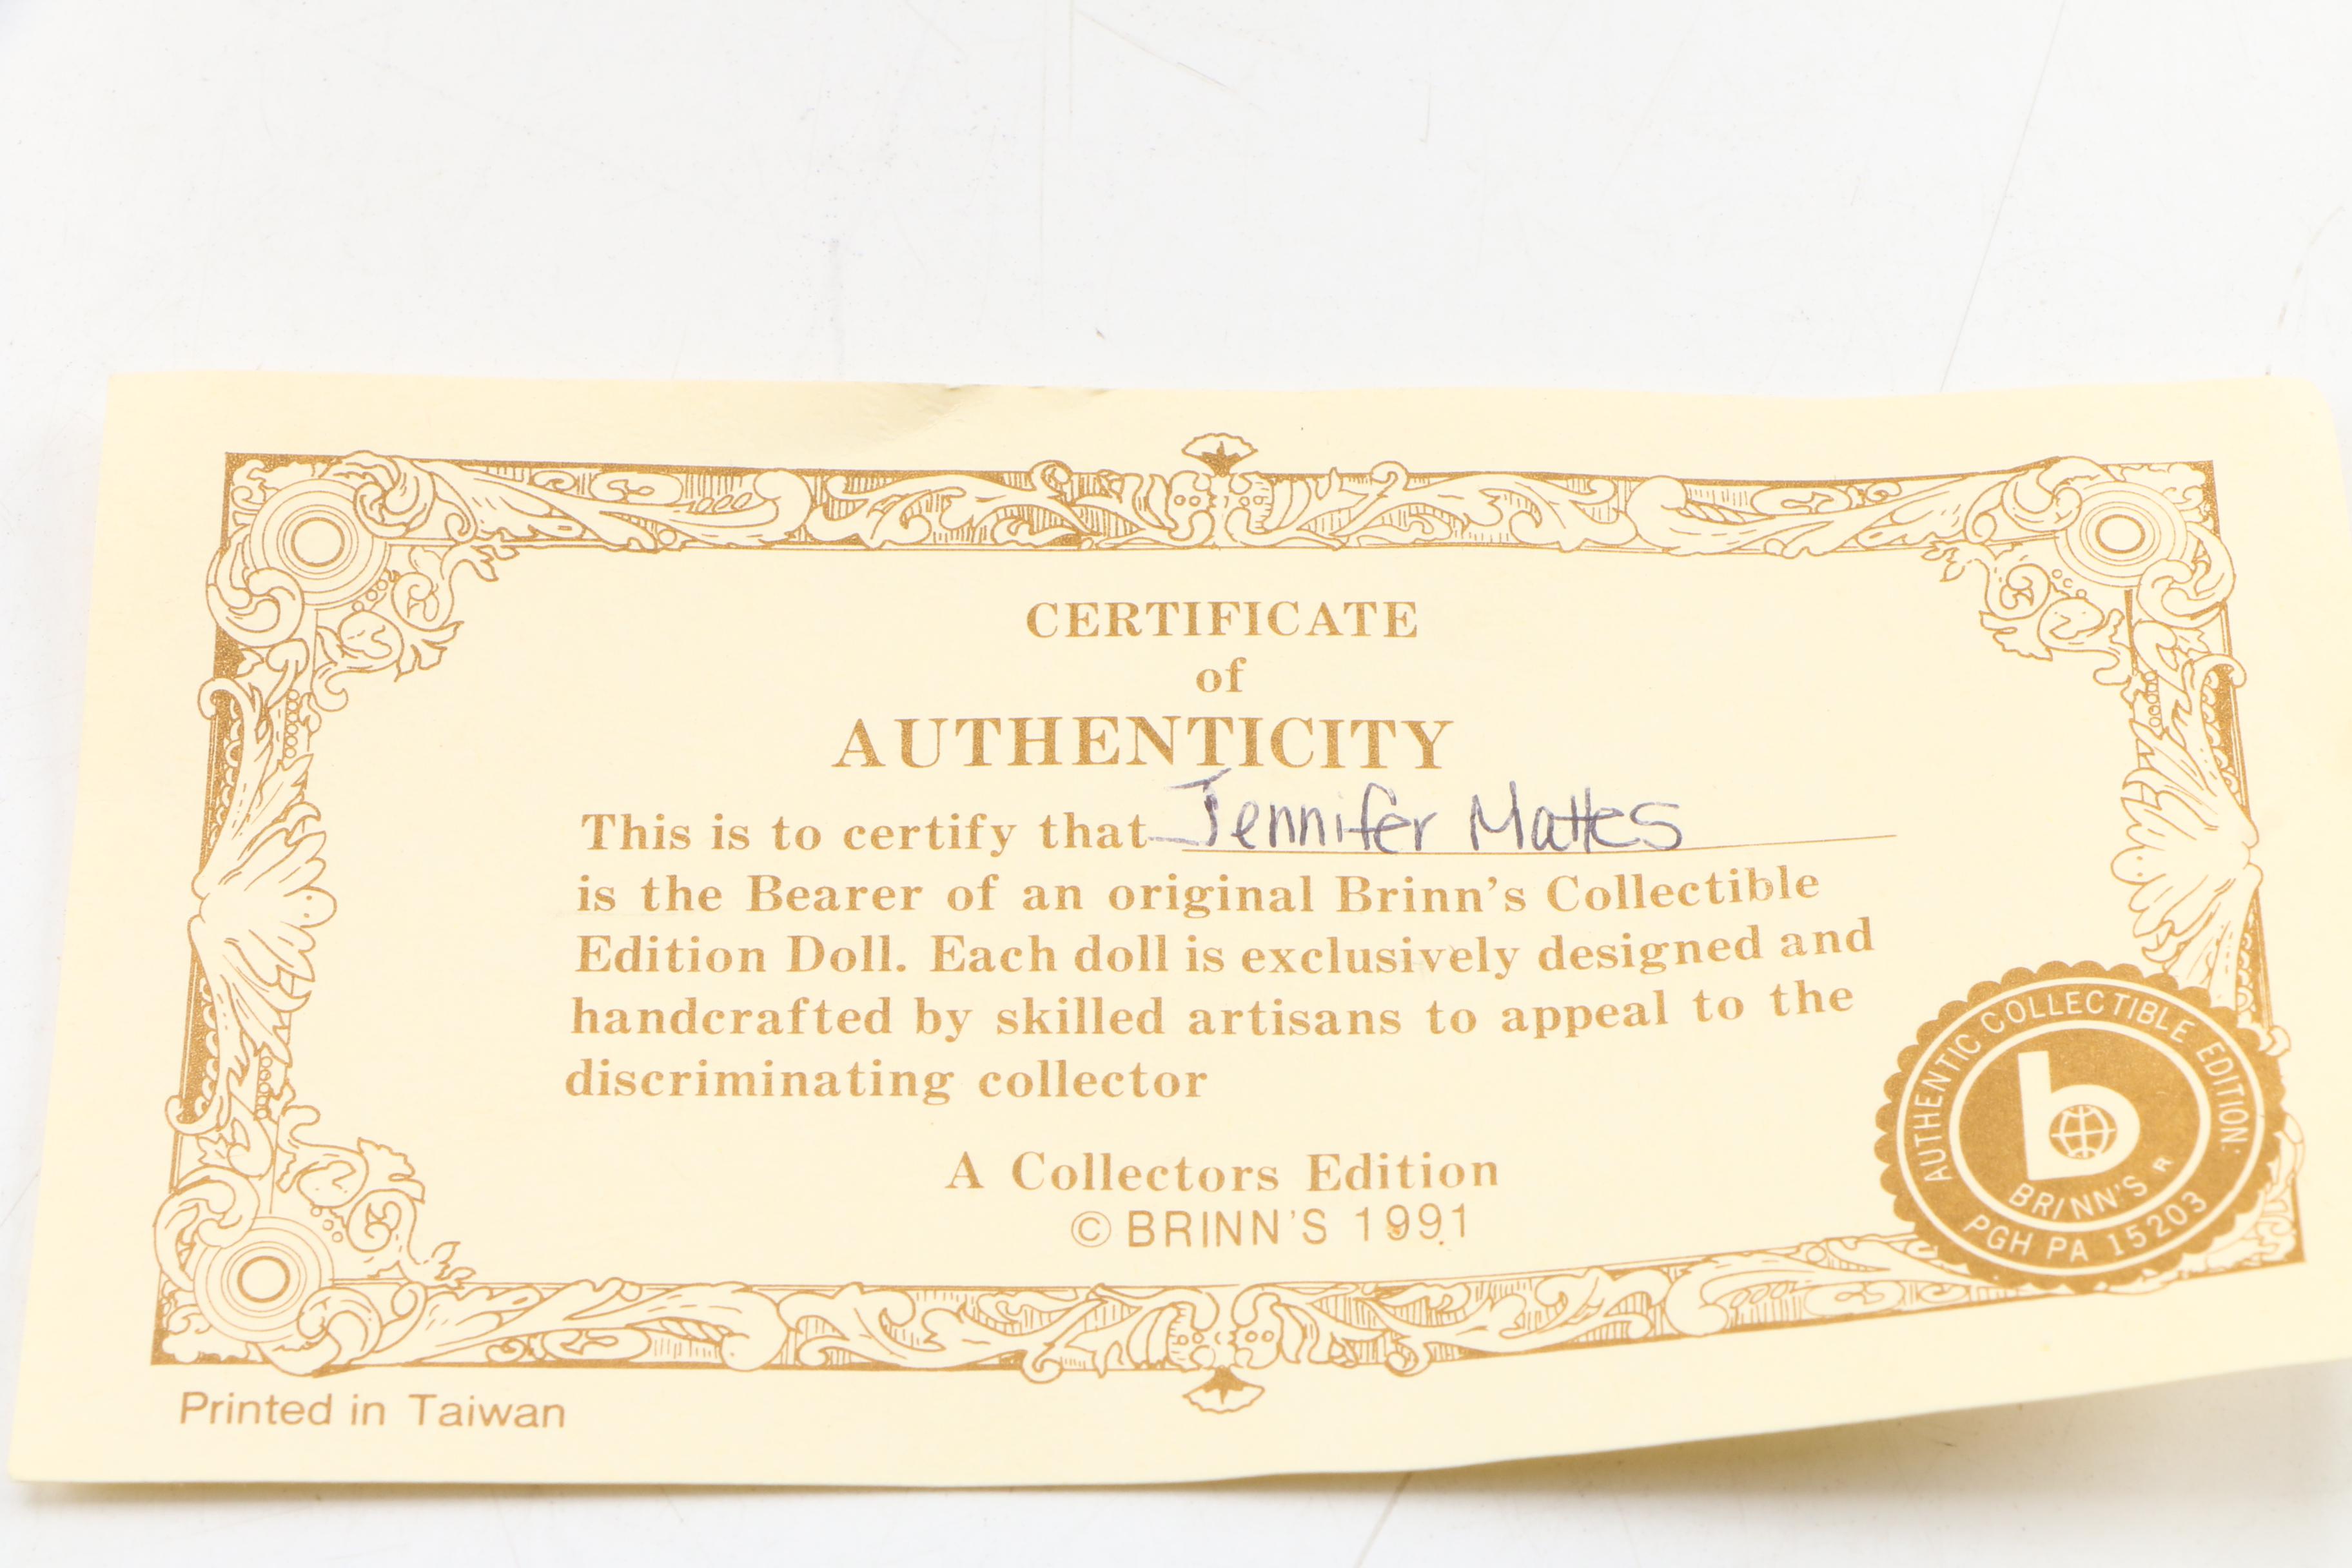 CERTIFICATE
of
AUTHENTICITY
This is to certify that Jennifer Mattes
is the Bearer of an original Brinn's Collectible
Edition Doll. Each doll is exclusively designed and
handcrafted by skilled artisans to appeal to the
discriminating collector
A Collectors Edition
© BRINN'S 1991
AUTHENTIC COLLECTIBLE EDITION
b
BRINN'S R
PGH PA 15203
Printed in Taiwan